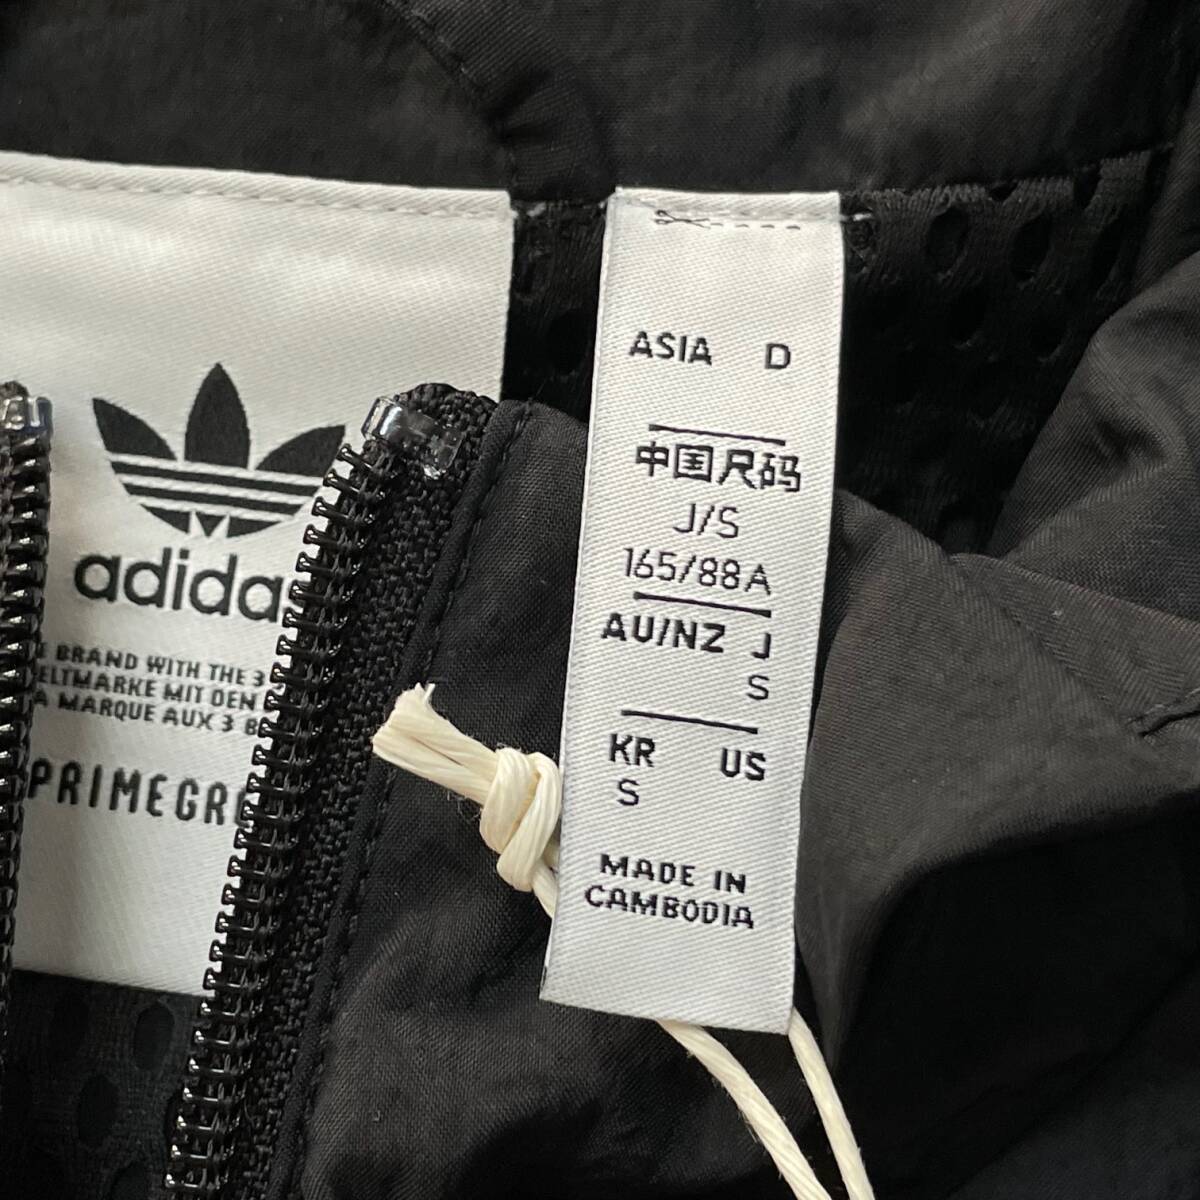 adidas
BRAND WITH THE 3
ELTMARKE MIT DEN
A MARQUE AUX 3 B
PRIMEGR
ASIA D
中国尺码
J/S
165/88A
AU/NZ J
S
KR US
S
MADE IN
CAMBODIA